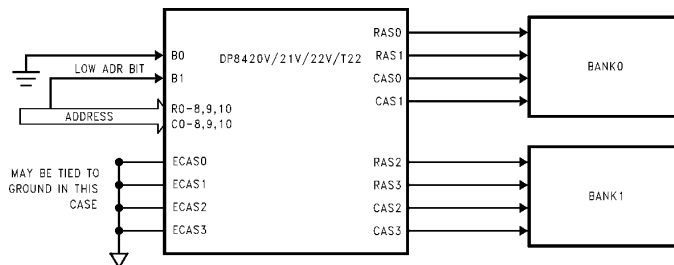 RAS0
B0
DP8420V/21V/22V/T22
RAS1
BANK0
LOW ADR BIT
B1
CAS0
CAS1
ADDRESS
R0-8,9,10
C0-8,9,10
ECAS0
RAS2
MAY BE TIED TO
GROUND IN THIS
CASE
ECAS1
RAS3
BANK1
ECAS2
CAS2
ECAS3
CAS3